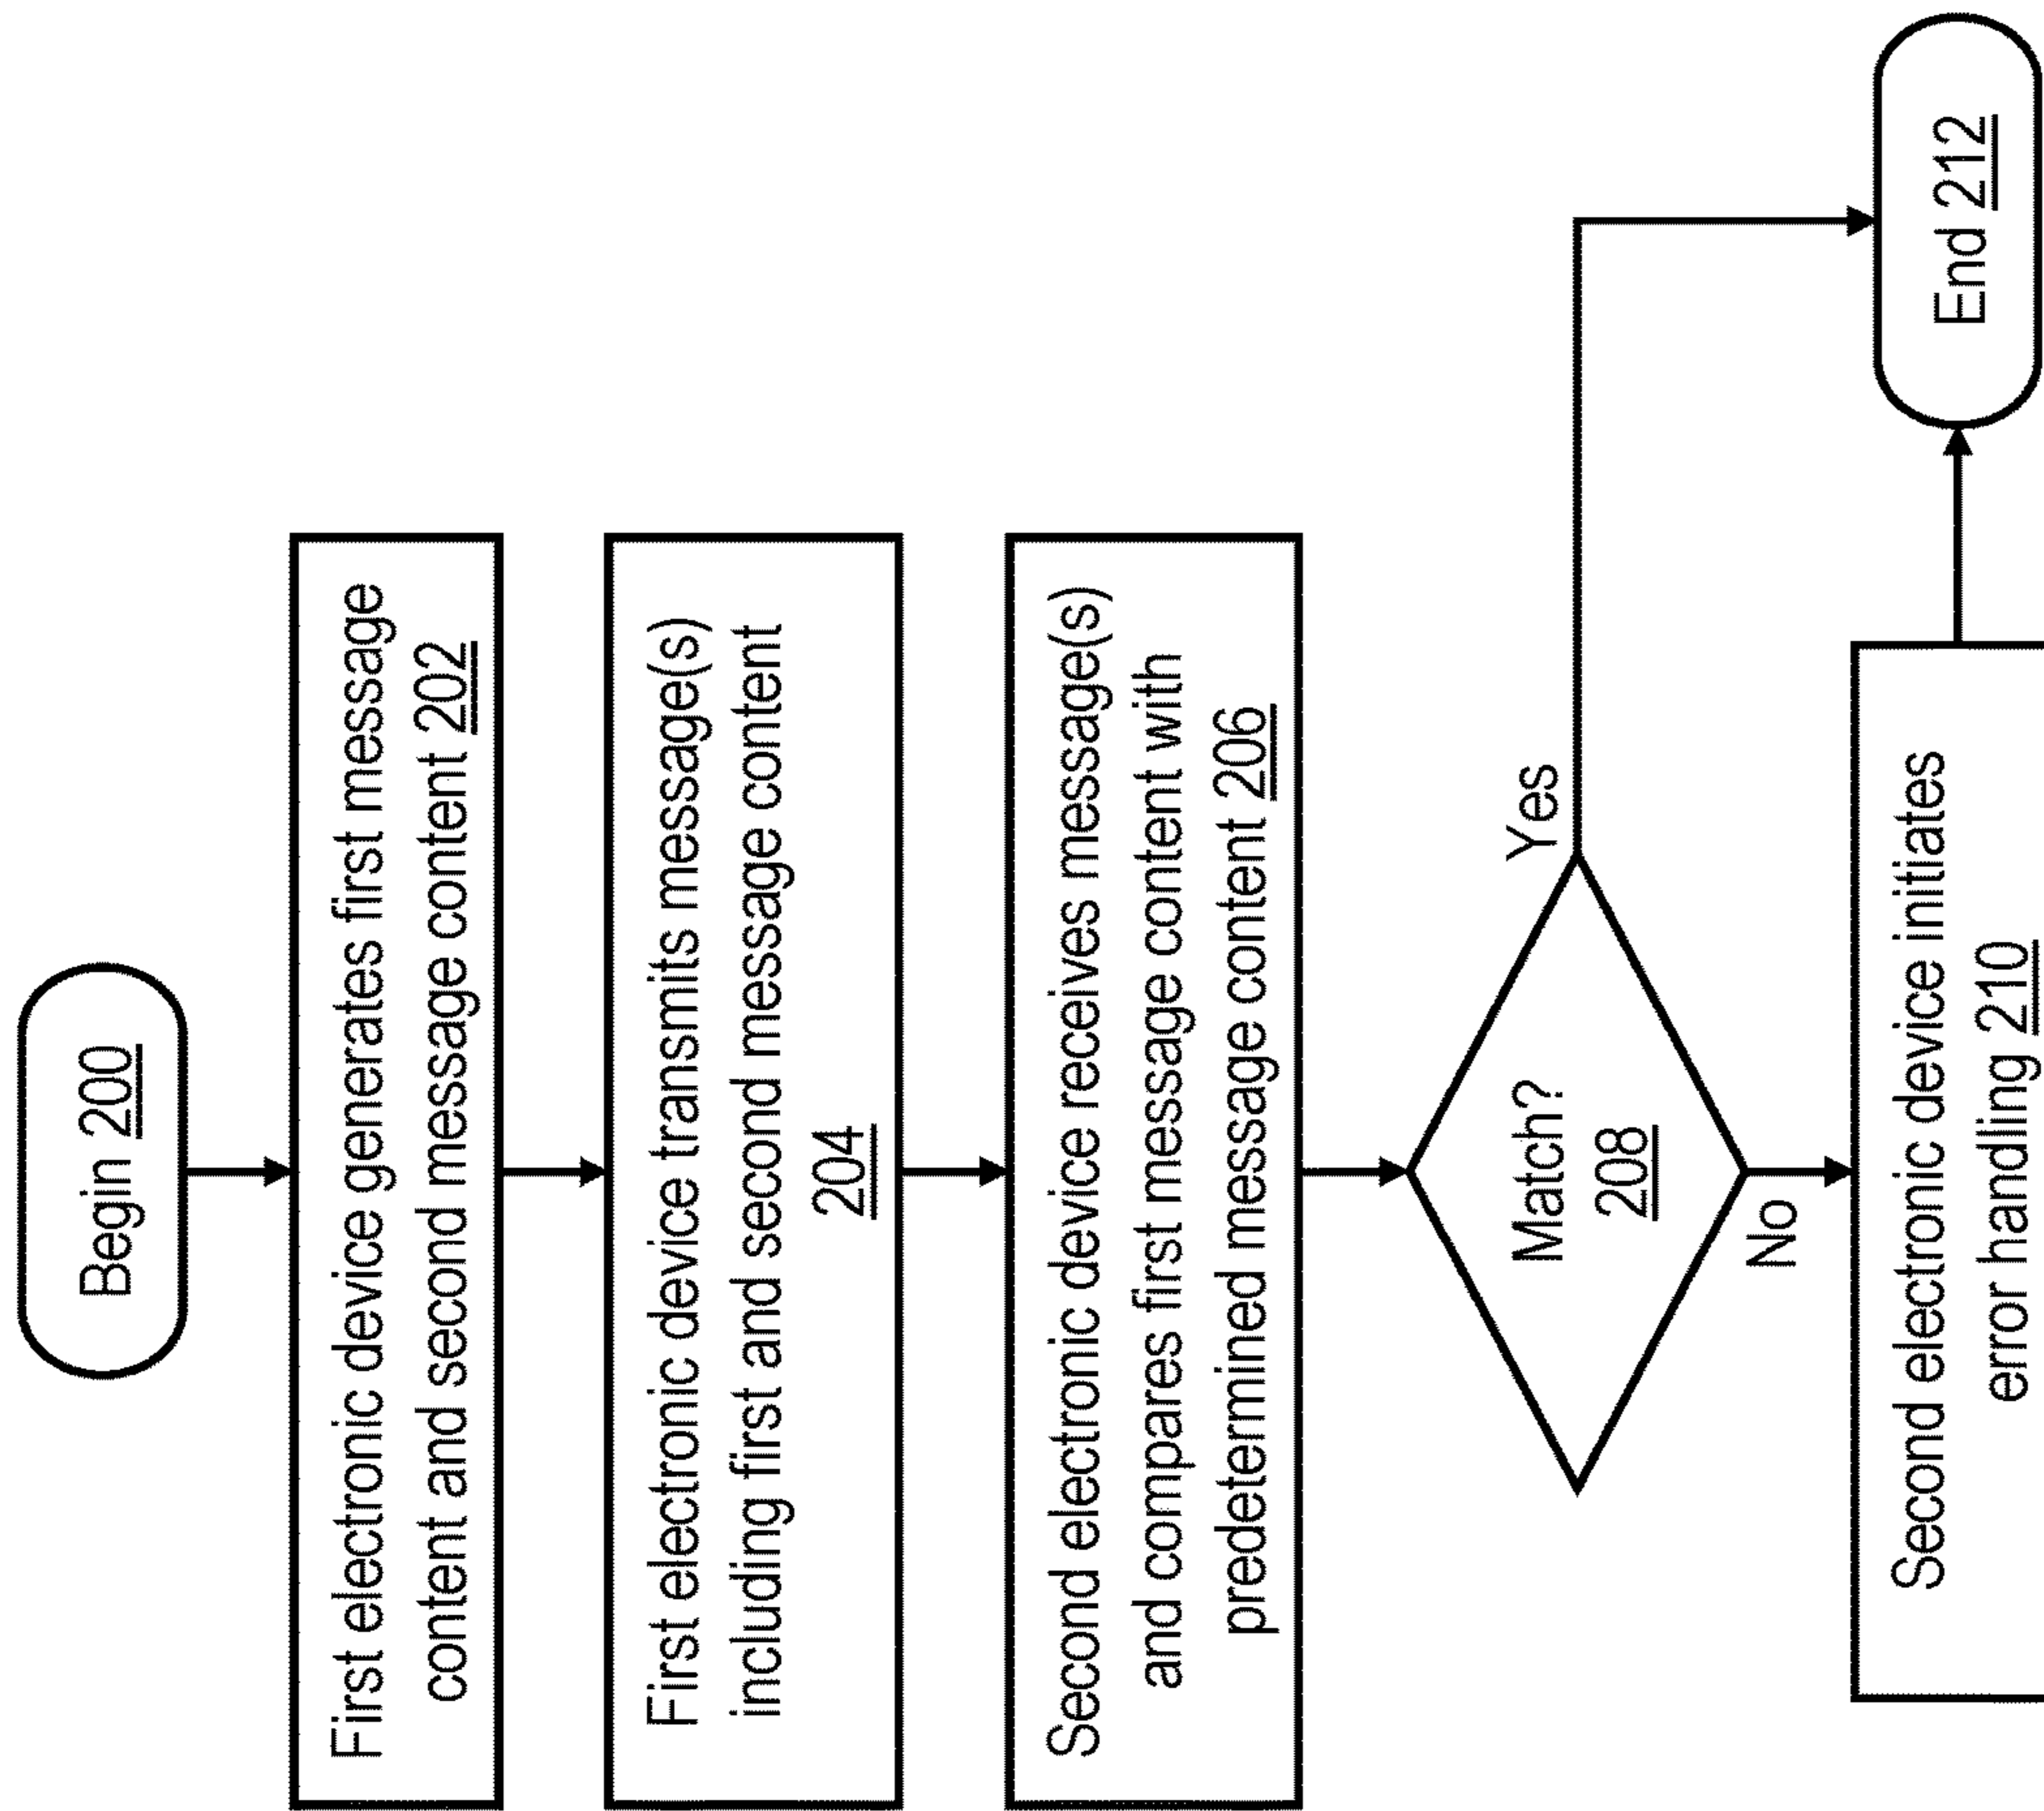 Begin 200
First electronic device generates first message
content and second message content 202
First electronic device transmits message(s)
including first and second message content
204
Second electronic device receives message(s)
and compares first message content with
predetermined message content 206
Match?
208
Yes
No
Second electronic device initiates
error handling 210
End 212